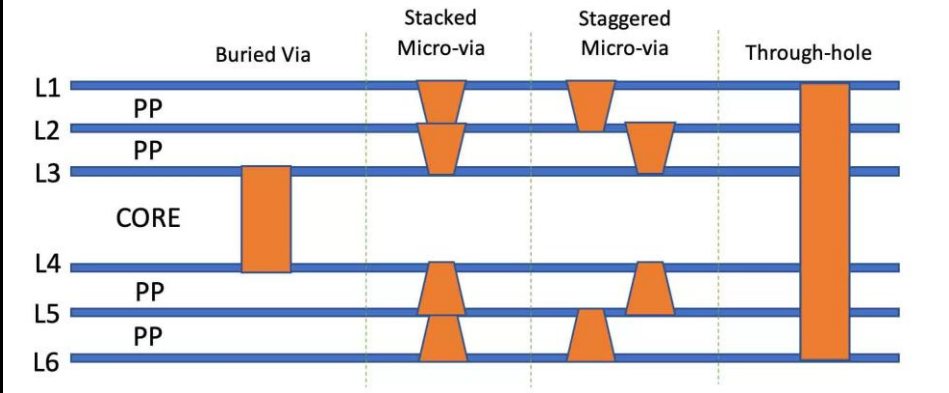 Buried Via
Stacked
Micro-via
Staggered
Micro-via
Through-hole
L1
PP
L2
PP
L3
CORE
L4
PP
L5
PP
L6